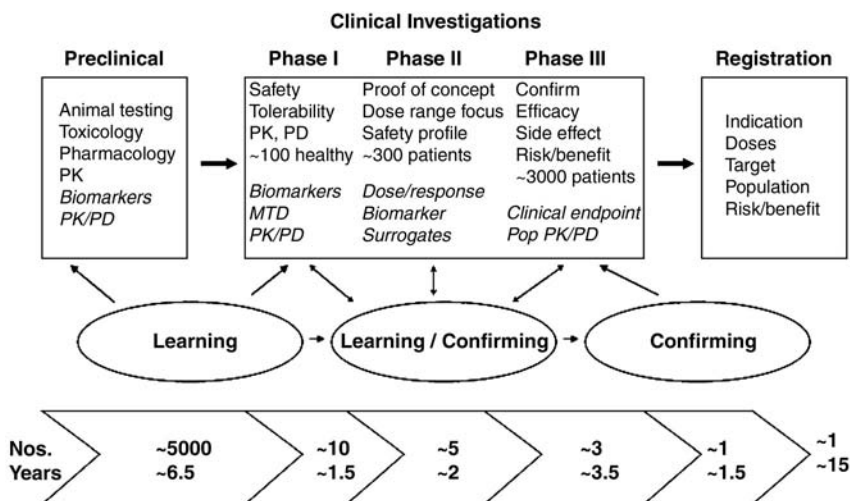 Clinical Investigations
Preclinical
Animal testing
Toxicology
Pharmacology
PK
Biomarkers
PK/PD
Phase I
Safety
Tolerability
PK, PD
~100 healthy
Biomarkers
MTD
PK/PD
Phase II
Proof of concept
Dose range focus
Safety profile
~300 patients
Dose/response
Biomarker
Surrogates
Phase III
Confirm
Efficacy
Side effect
Risk/benefit
~3000 patients
Clinical endpoint
Pop PK/PD
Registration
Indication
Doses
Target
Population
Risk/benefit
Learning
Learning / Confirming
Confirming
Nos. ~5000 ~10 ~5 ~3 ~1 ~1
Years ~6.5 ~1.5 ~2 ~3.5 ~1.5 ~15